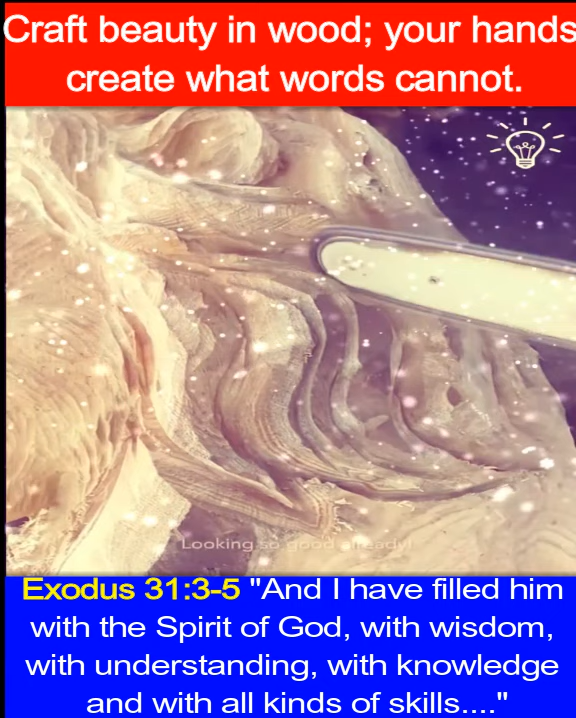 Craft beauty in wood; your hands
create what words cannot.
Looking so good already!
Exodus 31:3-5 "And I have filled him
with the Spirit of God, with wisdom,
with understanding, with knowledge
and with all kinds of skills...."